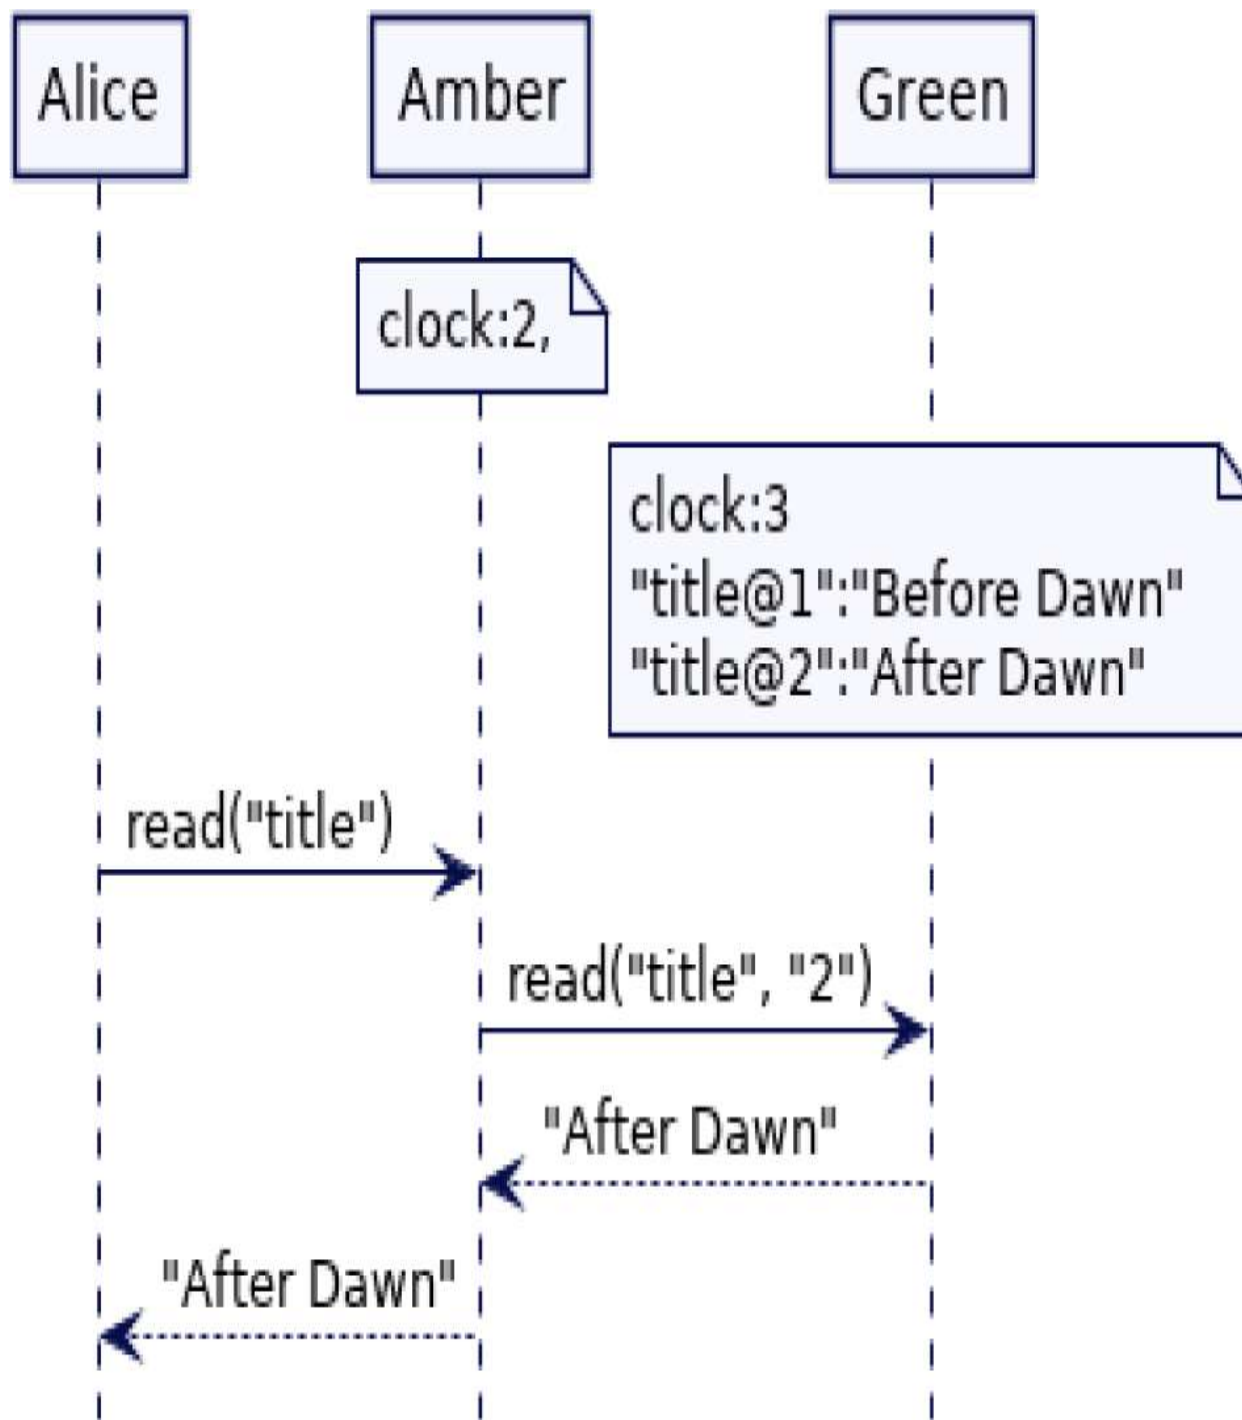 Alice
Amber
Green
clock:2,
clock:3
"title@1":"Before Dawn"
"title@2":"After Dawn"
read("title")
read("title", "2")
"After Dawn"
"After Dawn"